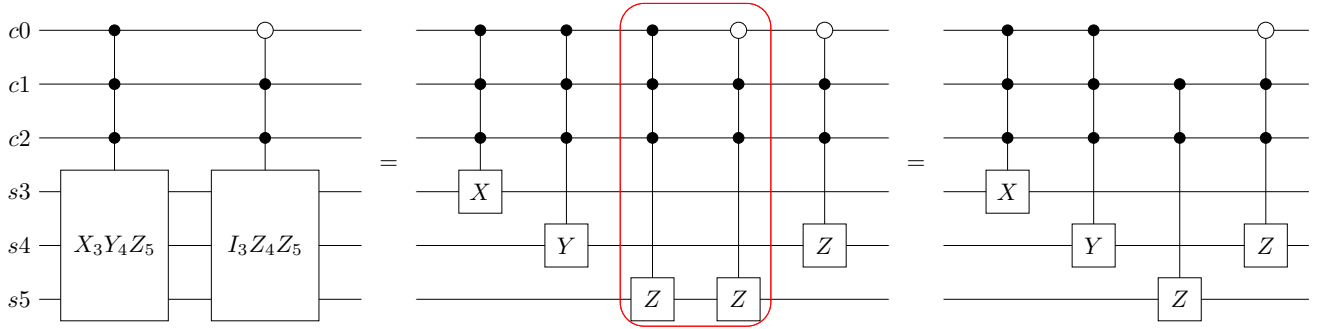 c0
c1
c2
s3
s4
s5
X₃Y₄Z₅
I₃Z₄Z₅
=
X
Y
Z
Z
Z
=
X
Y
Z
Z